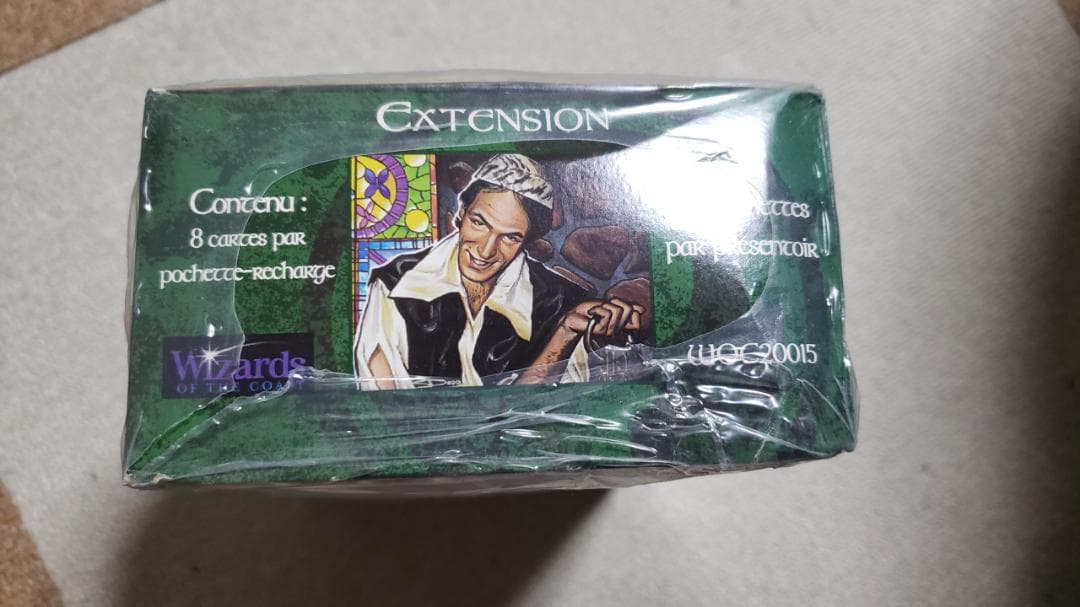 Extension
Contenu :
8 cartes par
pochette-recharge
par présentoir
Wizards
OF THE COAST
WOC20015